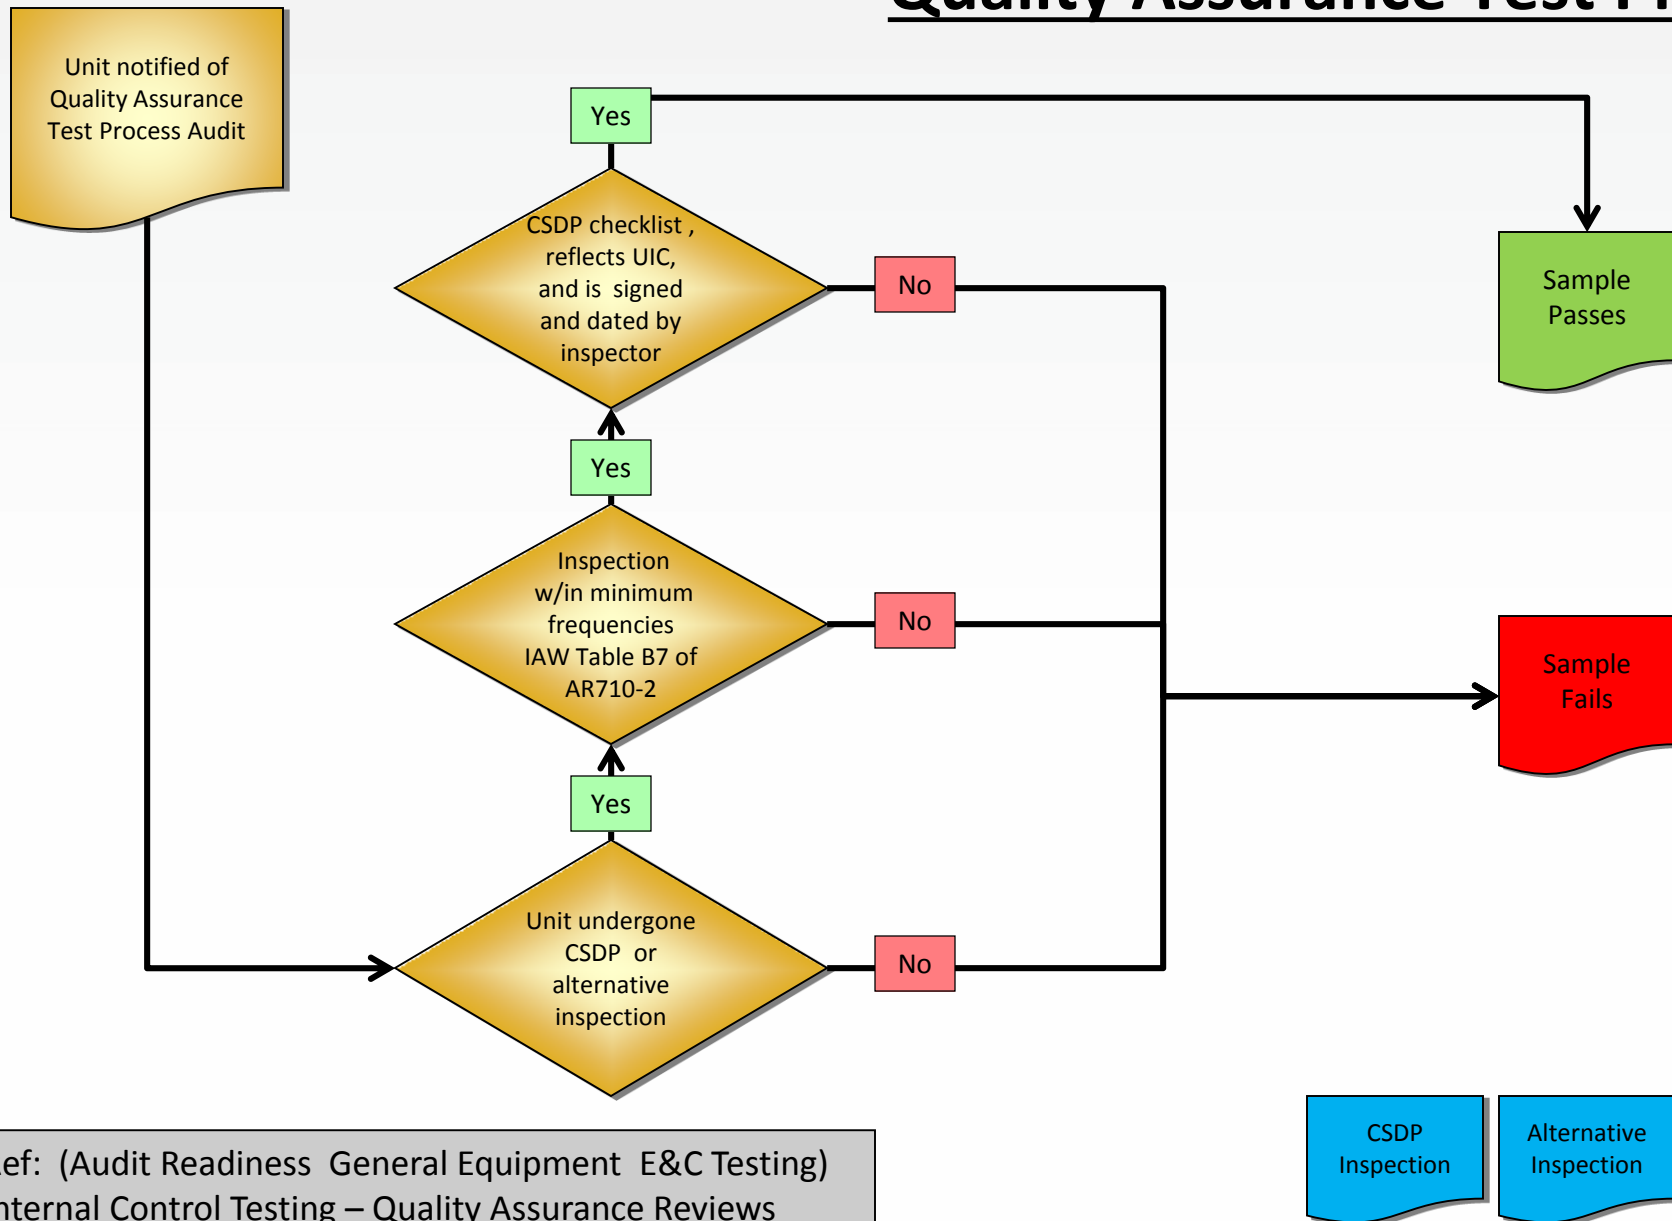 Quality Assurance Test
Unit notified of
Quality Assurance
Test Process Audit
Yes
CSDP checklist ,
reflects UIC,
and is signed
and dated by
inspector
No
Sample
Passes
Yes
Inspection
w/in minimum
frequencies
IAW Table B7 of
AR710-2
No
Sample
Fails
Yes
Unit undergone
CSDP or
alternative
inspection
No
CSDP
Inspection
Alternative
Inspection
ef: (Audit Readiness General Equipment E&C Testing)
nternal Control Testing – Quality Assurance Reviews